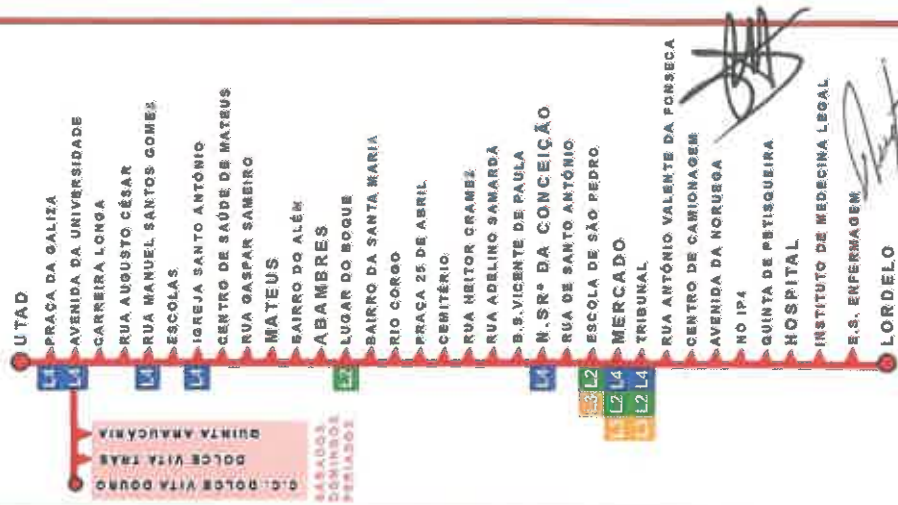 UTAD
PRAÇA DA GALIZA
AVENIDA DA UNIVERSIDADE
CARREIRA LONGA
RUA AUGUSTO CÉSAR
RUA MANUEL SANTOS GOMES
ESCOLAS
IGREJA SANTO ANTÓNIO
CENTRO DE SAÚDE DE MATEUS
RUA GASPAR SAMEIRO
MATEUS
BAIRRO DO ALÉM
ABAMBRES
LUGAR DO BOQUE
BAIRRO DA SANTA MARIA
RIO CORGO
PRAÇA 25 DE ABRIL
CEMITÉRIO
RUA HEITOR CRAMEZ
RUA ADELINO SAMARDÃ
B.S. VICENTE DE PAULA
N.SRª DA CONCEIÇÃO
RUA DE SANTO ANTÓNIO
ESCOLA DE SÃO PEDRO
MERCADO
TRIBUNAL
RUA ANTÓNIO VALENTE DA FONSECA
CENTRO DE CAMIONAGEM
AVENIDA DA NORUEGA
NÓ IP4
QUINTA DE PETISQUEIRA
HOSPITAL
INSTITUTO DE MEDECINA LEGAL
E.S. ENFERMAGEM
LORDELO
L4
L4
L4
L4
L2
L4
L3 L2
L3 L2 L4
L3 L2 L4
C.C. DOLCE VITA DOURO
DOLCE VITA TRÁS
QUINTA ARAUCÁRIA
SÁBADOS
DOMINGOS
FERIADOS